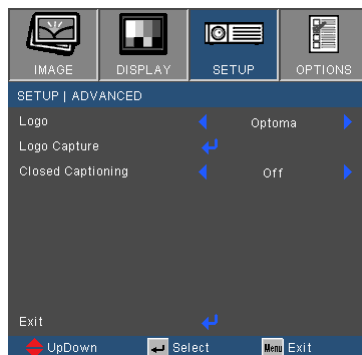 IMAGE DISPLAY SETUP OPTIONS
SETUP | ADVANCED
Logo Optoma
Logo Capture
Closed Captioning Off
Exit
UpDown Select Menu Exit